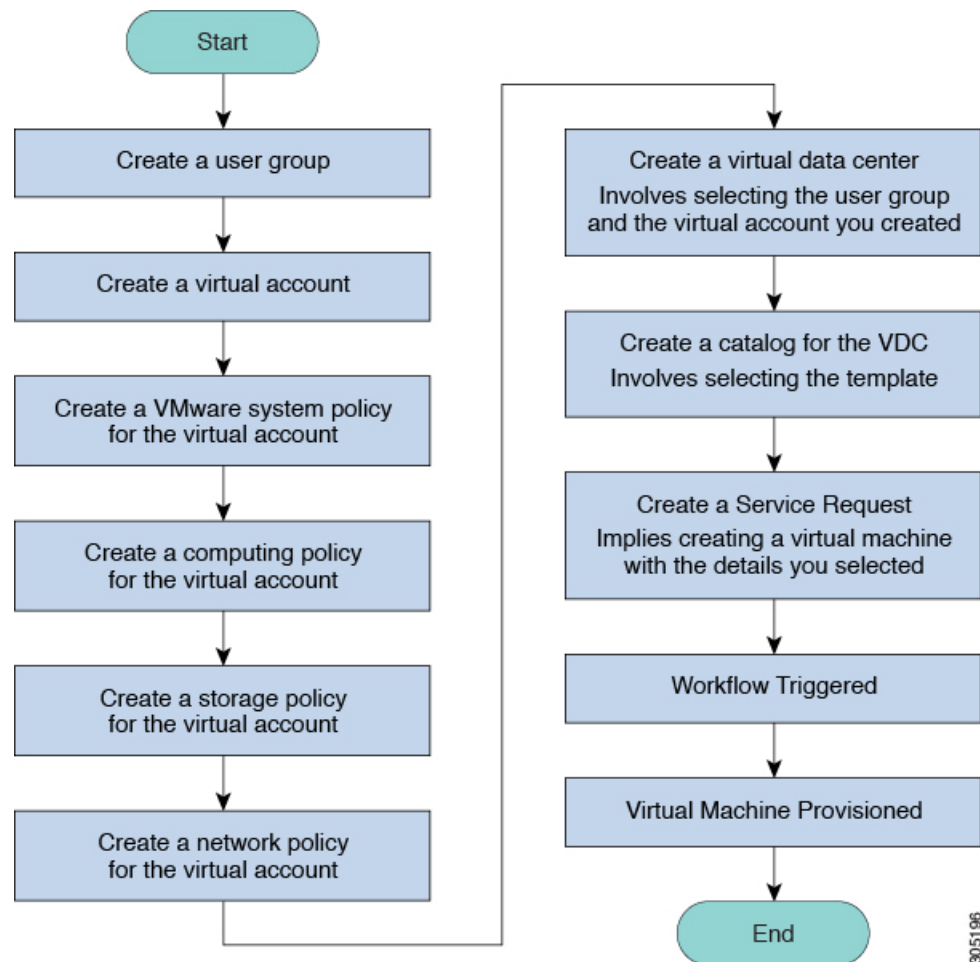 Start
Create a user group
Create a virtual account
Create a VMware system policy
for the virtual account
Create a computing policy
for the virtual account
Create a storage policy
for the virtual account
Create a network policy
for the virtual account
Create a virtual data center
Involves selecting the user group
and the virtual account you created
Create a catalog for the VDC
Involves selecting the template
Create a Service Request
Implies creating a virtual machine
with the details you selected
Workflow Triggered
Virtual Machine Provisioned
End
305196